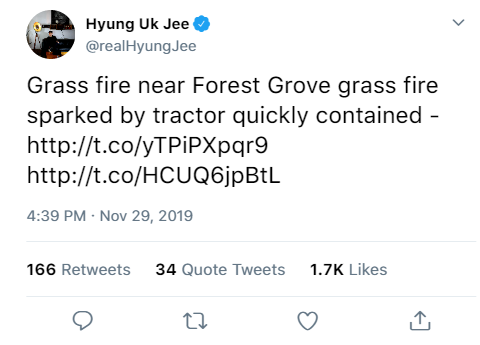 Hyung Uk Jee
@realHyungJee
Grass fire near Forest Grove grass fire
sparked by tractor quickly contained -
http://t.co/yTPiPXpqr9
http://t.co/HCUQ6jpBtL
4:39 PM · Nov 29, 2019
166 Retweets 34 Quote Tweets 1.7K Likes